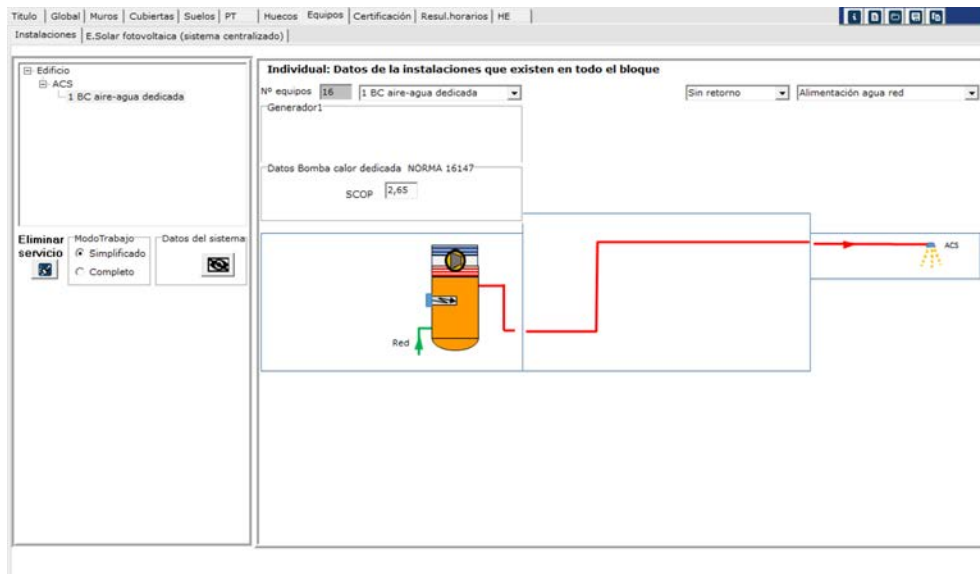 Titulo Global Muros Cubiertas Suelos PT Huecos Equipos Certificación Resul.horarios HE
Instalaciones E.Solar fotovoltaica (sistema centralizado)
Edificio
ACS
1 BC aire-agua dedicada
Individual: Datos de la instalaciones que existen en todo el bloque
Nº equipos 16 1 BC aire-agua dedicada Sin retorno Alimentación agua red
Generador1
Datos Bomba calor dedicada NORMA 16147
SCOP 2,65
Eliminar servicio
ModoTrabajo
Simplificado
Completo
Datos del sistema
ACS
Red